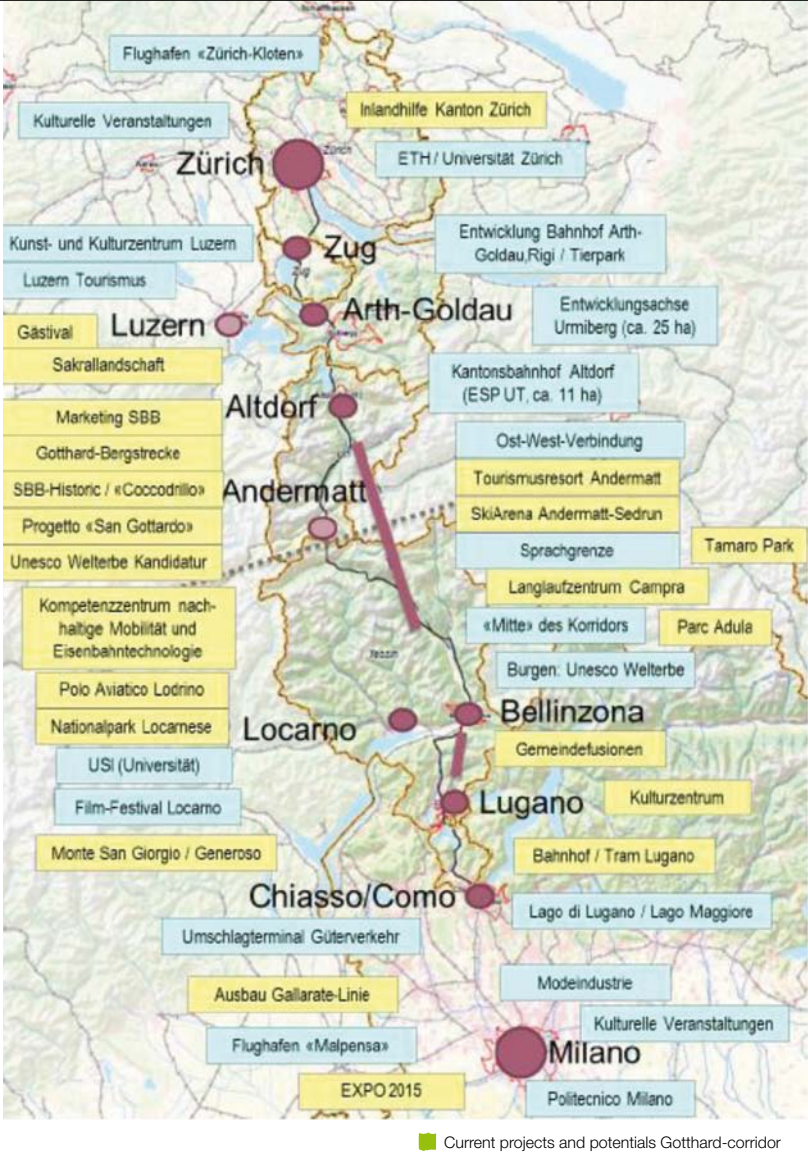 Flughafen «Zürich-Kloten»
Inlandhilfe Kanton Zürich
Kulturelle Veranstaltungen
Zürich
Zürich
ETH / Universität Zürich
Kunst- und Kulturzentrum Luzern
Zug
Zug
Entwicklung Bahnhof Arth-
Goldau,Rigi / Tierpark
Luzern Tourismus
Arth-Goldau
Entwicklungsachse
Urmiberg (ca. 25 ha)
Gästival
Luzern
Sakrallandschaft
Kantonsbahnhof Altdorf
(ESP UT, ca. 11 ha)
Marketing SBB
Altdorf
Ost-West-Verbindung
Gotthard-Bergstrecke
Tourismusresort Andermatt
SBB-Historic / «Coccodrillo»
Andermatt
SkiArena Andermatt-Sedrun
Progetto «San Gottardo»
Sprachgrenze
Tamaro Park
Unesco Welterbe Kandidatur
Langlaufzentrum Campra
Kompetenzzentrum nach-
haltige Mobilität und
Eisenbahntechnologie
«Mitte» des Korridors
Parc Adula
Tessin
Burgen: Unesco Welterbe
Polo Aviatico Lodrino
Nationalpark Locarnese
Locarno
Bellinzona
Gemeindefusionen
USI (Universität)
Film-Festival Locarno
Lugano
Kulturzentrum
Monte San Giorgio / Generoso
Bahnhof / Tram Lugano
Chiasso/Como
Lago di Lugano / Lago Maggiore
Umschlagterminal Güterverkehr
Modeindustrie
Ausbau Gallarate-Linie
Kulturelle Veranstaltungen
Flughafen «Malpensa»
Milano
EXPO 2015
Politecnico Milano
Current projects and potentials Gotthard-corridor